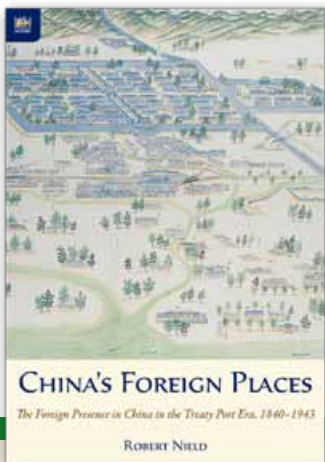 CHINA'S FOREIGN PLACES
The Foreign Presence in China in the Treaty Port Era, 1840–1943
ROBERT NIELD